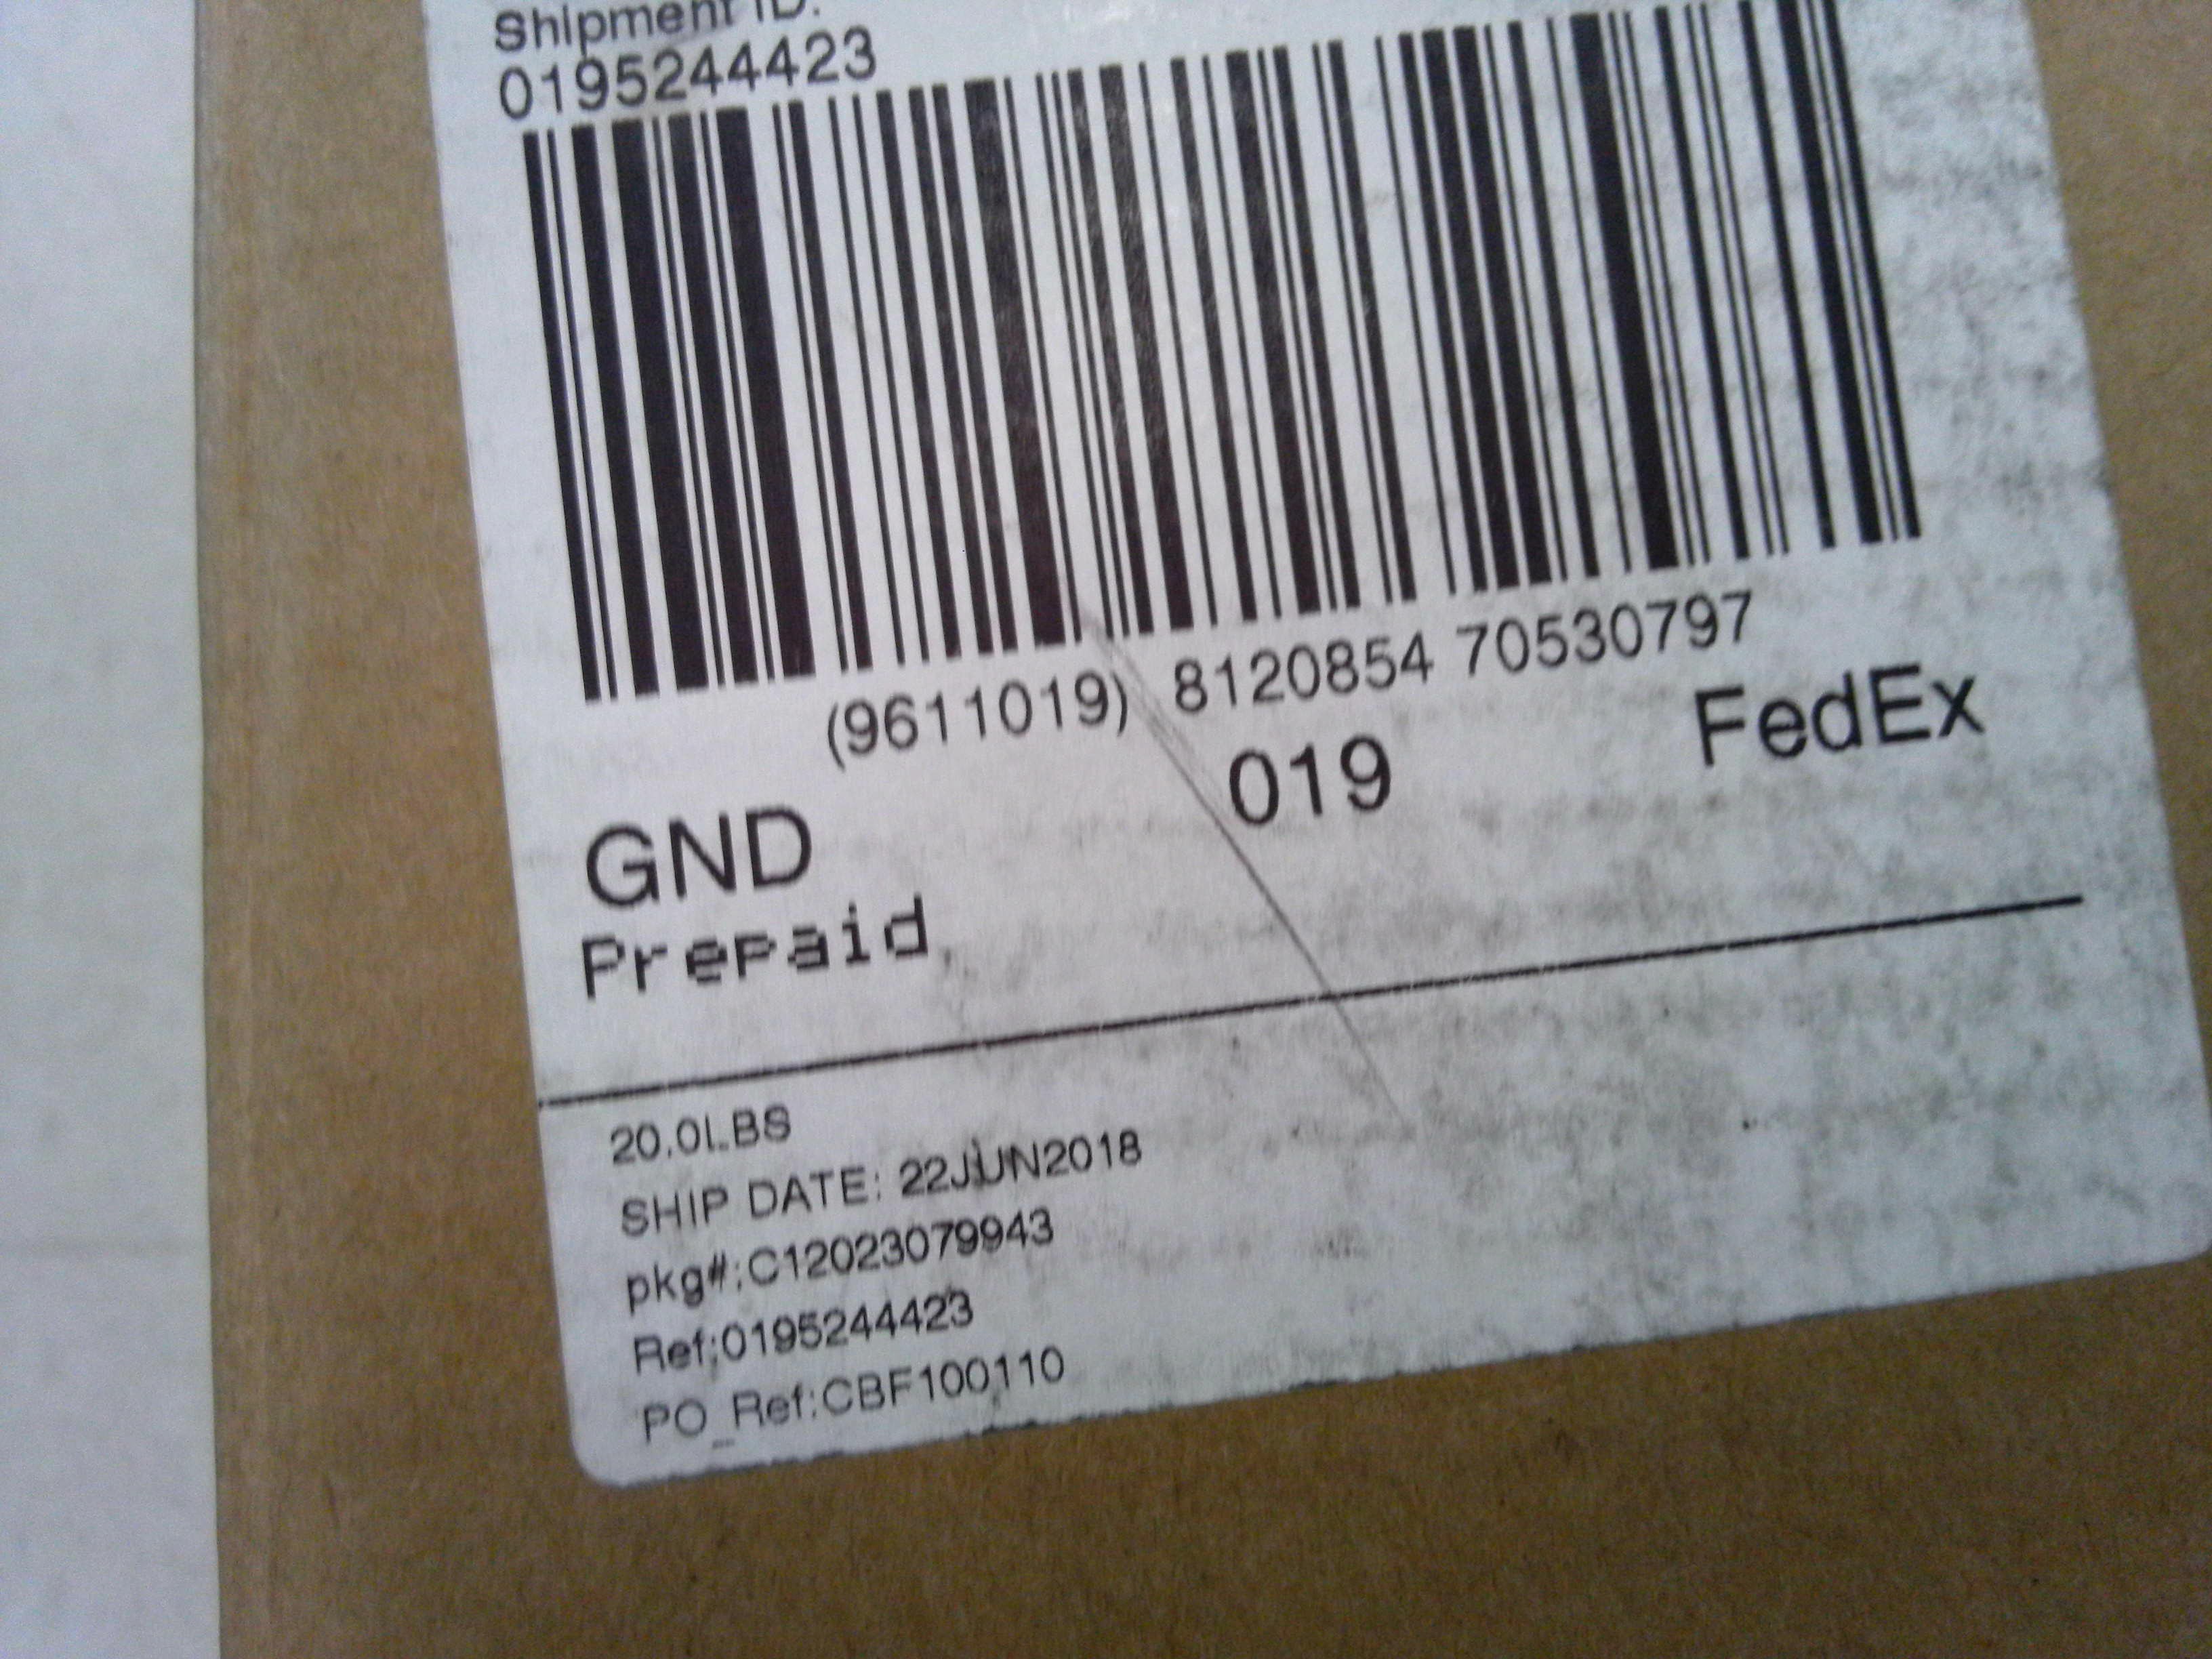 Shipment ID:
0195244423
(9611019) 8120854 70530797
019
FedEx
GND
Prepaid
20.0LBS
SHIP DATE: 22JUN2018
pkg#:C12023079943
Ref:0195244423
PO_Ref:CBF100110